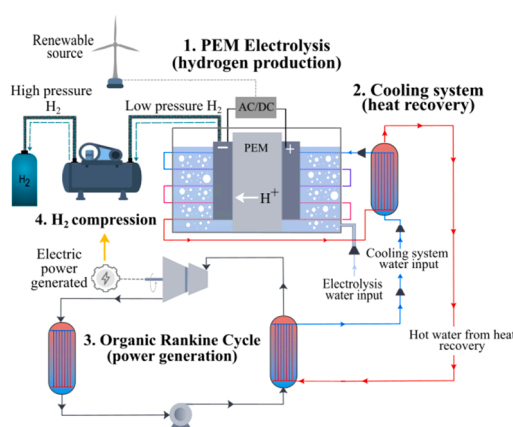 Renewable
source
1. PEM Electrolysis
(hydrogen production)
2. Cooling system
(heat recovery)
High pressure
H₂
Low pressure H₂
AC/DC
−
PEM
+
H₂
H⁺
4. H₂ compression
Electric
power
generated
Cooling system
water input
Electrolysis
water input
3. Organic Rankine Cycle
(power generation)
Hot water from heat
recovery